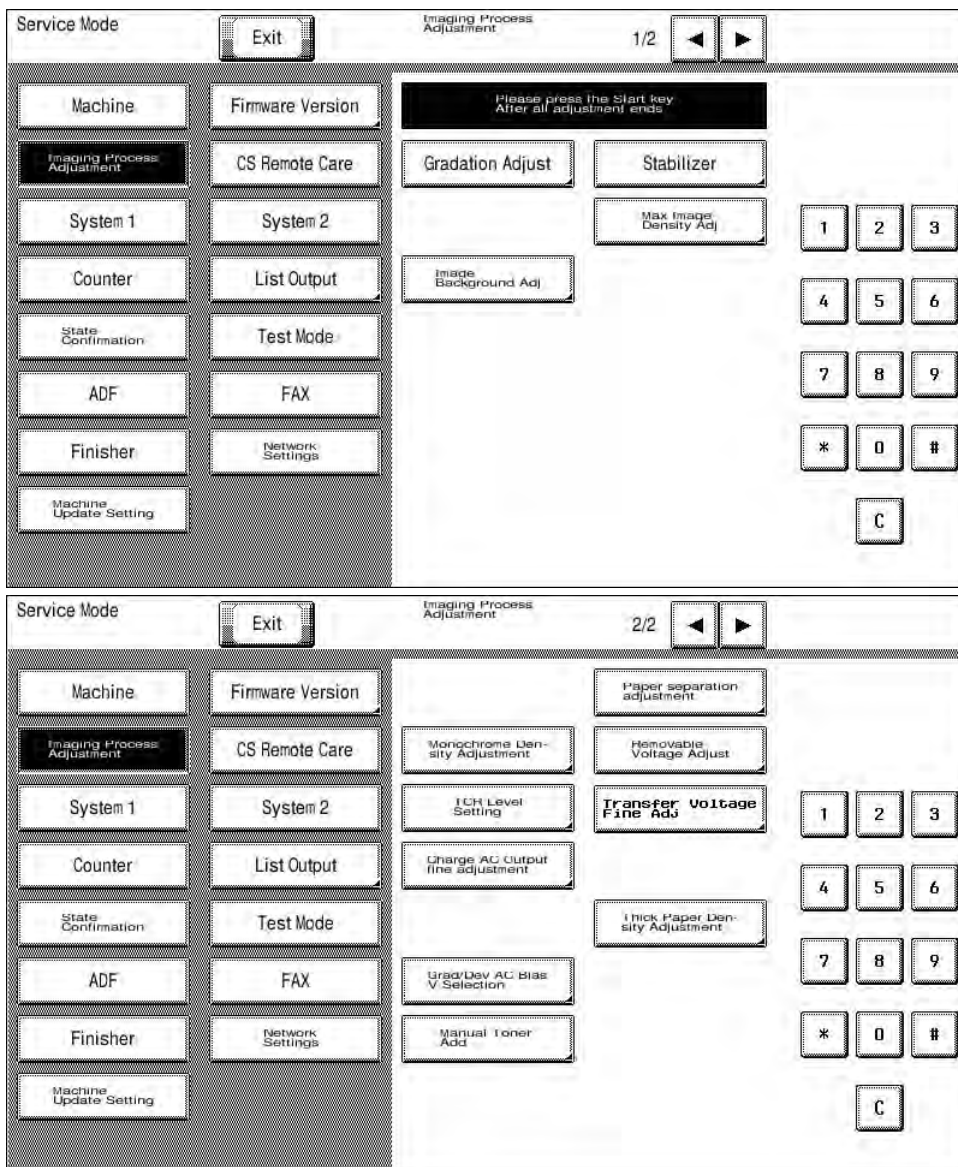 Service Mode
Exit
Imaging Process
Adjustment
1/2
Machine
Firmware Version
Please press the Start key
After all adjustment ends
Imaging Process
Adjustment
CS Remote Care
Gradation Adjust
Stabilizer
System 1
System 2
Max Image
Density Adj
1 2 3
Counter
List Output
Image
Background Adj
4 5 6
State
Confirmation
Test Mode
ADF
FAX
7 8 9
Finisher
Network
Settings
* 0 #
Machine
Update Setting
C
Service Mode
Exit
Imaging Process
Adjustment
2/2
Machine
Firmware Version
Paper separation
adjustment
Imaging Process
Adjustment
CS Remote Care
Monochrome Den-
sity Adjustment
Removable
Voltage Adjust
System 1
System 2
TCR Level
Setting
Transfer Voltage
Fine Adj
1 2 3
Counter
List Output
Charge AC Output
fine adjustment
4 5 6
State
Confirmation
Test Mode
Thick Paper Den-
sity Adjustment
ADF
FAX
Grad/Dev AC Bias
V Selection
7 8 9
Finisher
Network
Settings
Manual Toner
Add
* 0 #
Machine
Update Setting
C